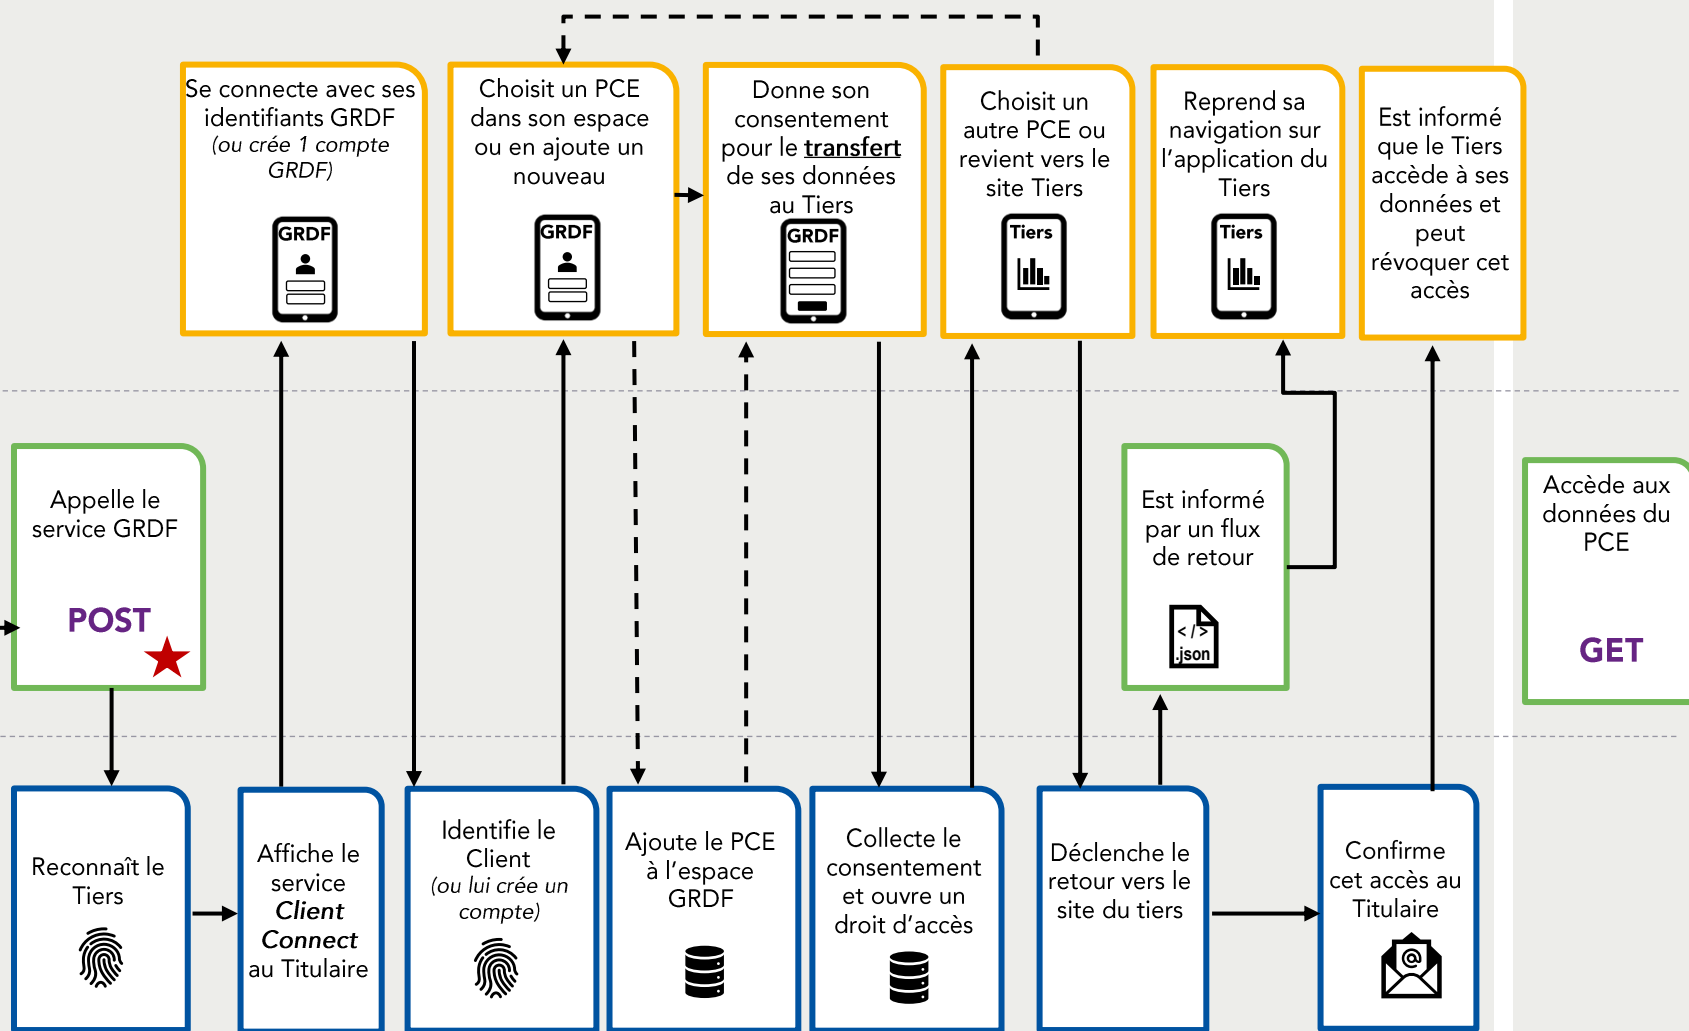 Se connecte avec ses
identifiants GRDF
(ou crée 1 compte
GRDF)
GRDF
Choisit un PCE
dans son espace
ou en ajoute un
nouveau
GRDF
Donne son
consentement
pour le transfert
de ses données
au Tiers
GRDF
Choisit un
autre PCE ou
revient vers le
site Tiers
Tiers
Reprend sa
navigation sur
l'application du
Tiers
Tiers
Est informé
que le Tiers
accède à ses
données et
peut
révoquer cet
accès
Appelle le
service GRDF
POST
Est informé
par un flux
de retour
</>
.json
Accède aux
données du
PCE
GET
Reconnaît le
Tiers
Affiche le
service
Client
Connect
au Titulaire
Identifie le
Client
(ou lui crée un
compte)
Ajoute le PCE
à l'espace
GRDF
Collecte le
consentement
et ouvre un
droit d'accès
Déclenche le
retour vers le
site du tiers
Confirme
cet accès au
Titulaire
@